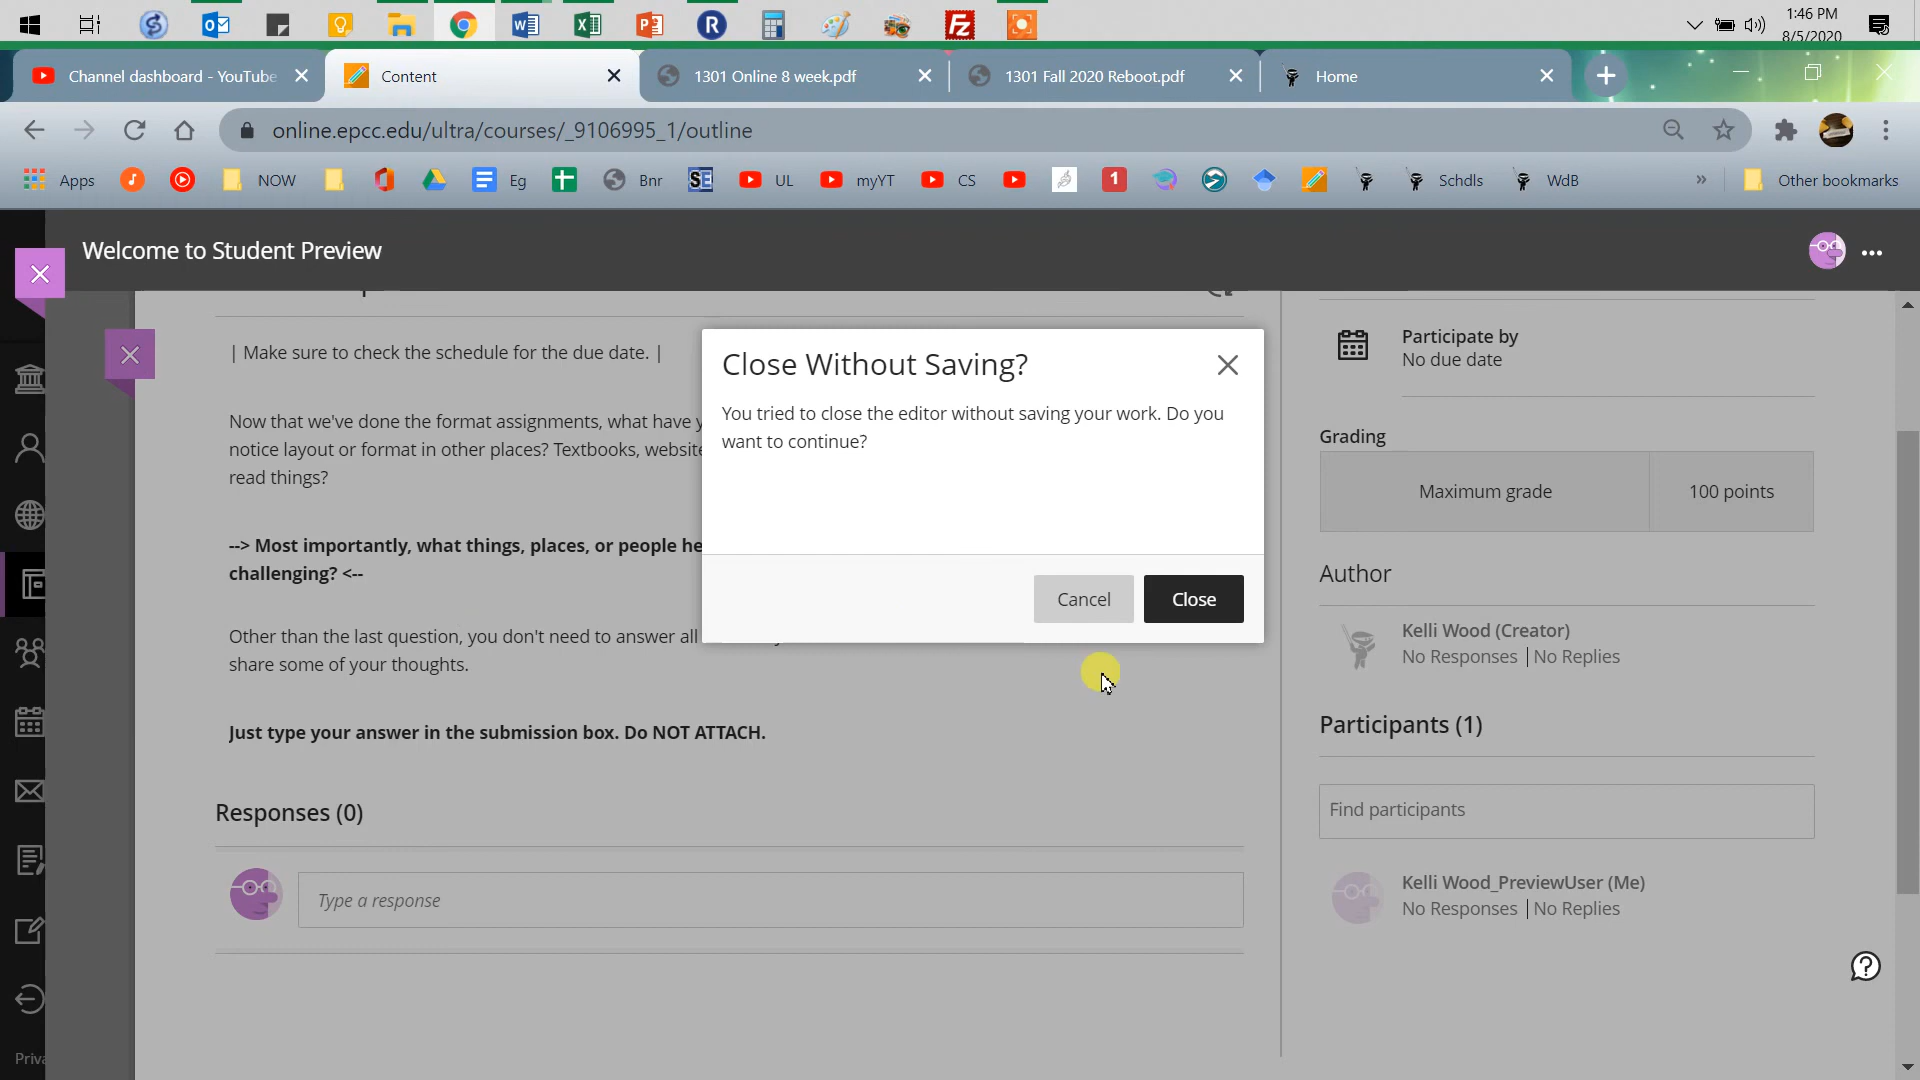 1:46 PM
8/5/2020
Channel dashboard - YouTube
Content
1301 Online 8 week.pdf
1301 Fall 2020 Reboot.pdf
Home
online.epcc.edu/ultra/courses/_9106995_1/outline
Apps
NOW
Eg
Bnr
SE
UL
myYT
CS
1
Schdls
WdB
»
Other bookmarks
Welcome to Student Preview
| Make sure to check the schedule for the due date. |
Now that we've done the format assignments, what have
notice layout or format in other places? Textbooks,
read things?
--> Most importantly, what things, places, or people
challenging? <--
Other than the last question, you don't need to answer all
share some of your thoughts.
Just type your answer in the submission box. Do NOT ATTACH.
Responses (0)
Type a response
Close Without Saving?
You tried to close the editor without saving your work. Do you
want to continue?
Cancel
Close
Participate by
No due date
Grading
Maximum grade
100 points
Author
Kelli Wood (Creator)
No Responses | No Replies
Participants (1)
Find participants
Kelli Wood_PreviewUser (Me)
No Responses | No Replies